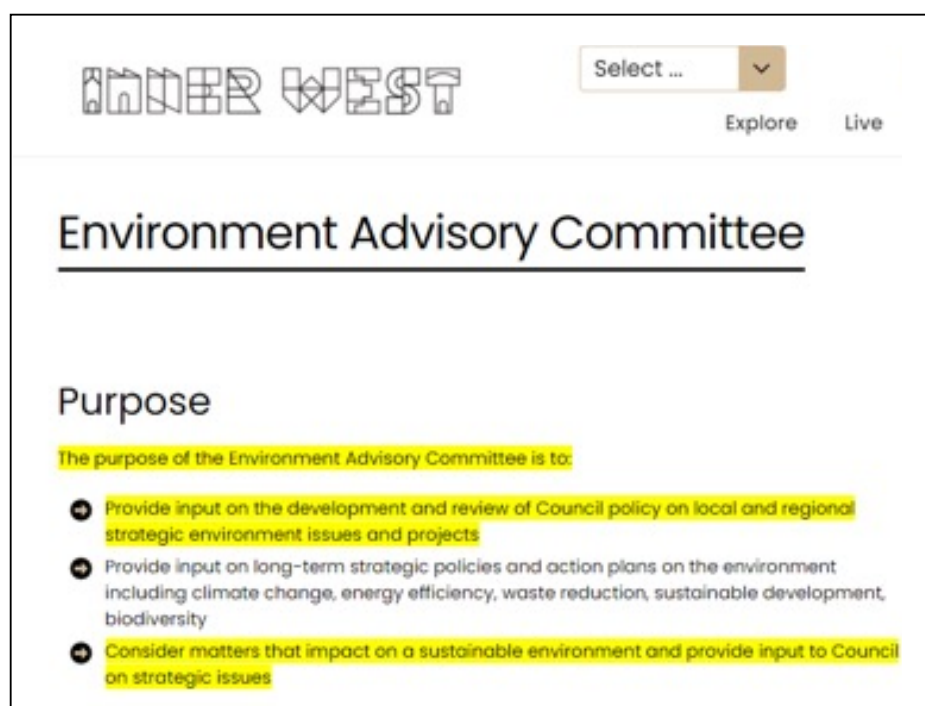 INNER WEST
Select ...
Explore Live
Environment Advisory Committee
Purpose
The purpose of the Environment Advisory Committee is to:
Provide input on the development and review of Council policy on local and regional
strategic environment issues and projects
Provide input on long-term strategic policies and action plans on the environment
including climate change, energy efficiency, waste reduction, sustainable development,
biodiversity
Consider matters that impact on a sustainable environment and provide input to Council
on strategic issues